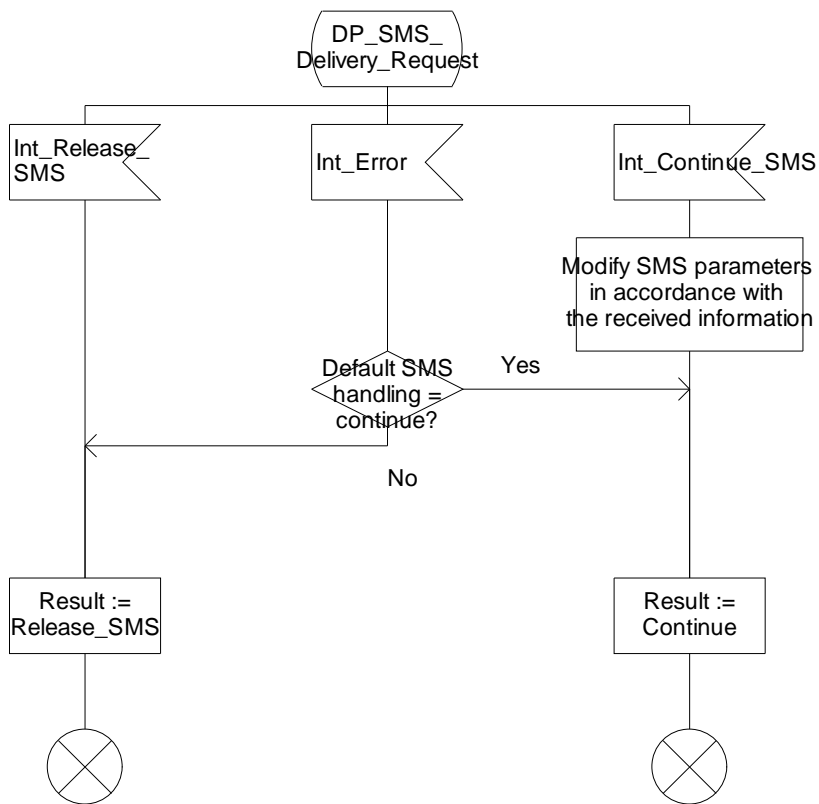 DP_SMS_
Delivery_Request
Int_Release_
SMS
Int_Error
Int_Continue_SMS
Modify SMS parameters
in accordance with
the received information
Default SMS
handling =
continue?
Yes
No
Result :=
Release_SMS
Result :=
Continue